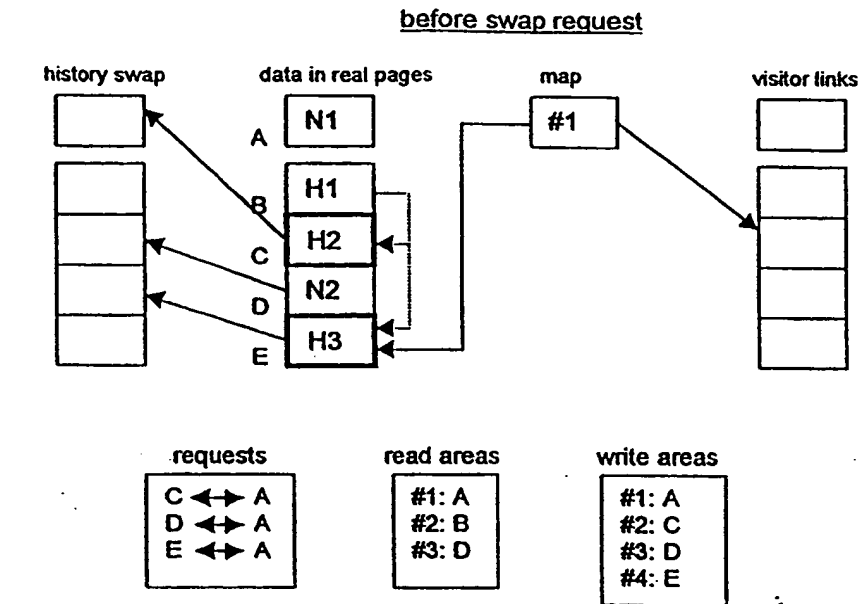 before swap request
history swap data in real pages map visitor links
N1 #1
A
H1
B
H2
C
N2
D
H3
E
requests read areas write areas
C ↔ A #1: A #1: A
D ↔ A #2: B #2: C
E ↔ A #3: D #3: D
#4: E